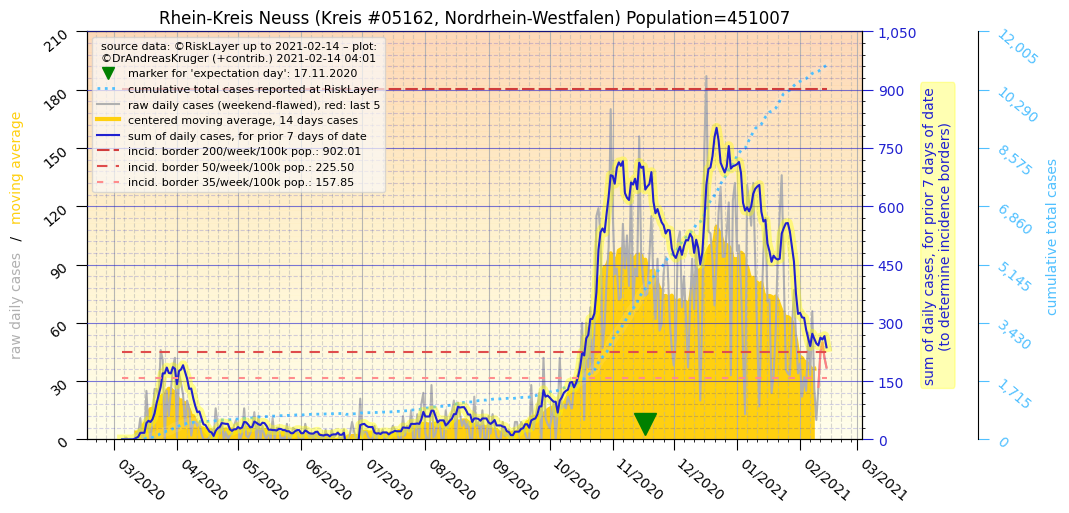 Rhein-Kreis Neuss (Kreis #05162, Nordrhein-Westfalen) Population=451007
source data: ©RiskLayer up to 2021-02-14 – plot:
©DrAndreasKruger (+contrib.) 2021-02-14 04:01
marker for 'expectation day': 17.11.2020
cumulative total cases reported at RiskLayer
raw daily cases (weekend-flawed), red: last 5
centered moving average, 14 days cases
sum of daily cases, for prior 7 days of date
incid. border 200/week/100k pop.: 902.01
incid. border 50/week/100k pop.: 225.50
incid. border 35/week/100k pop.: 157.85
raw daily cases / moving average
210
180
150
120
90
60
30
0
03/2020
04/2020
05/2020
06/2020
07/2020
08/2020
09/2020
10/2020
11/2020
12/2020
01/2021
02/2021
03/2021
1,050
900
750
600
450
300
150
0
sum of daily cases, for prior 7 days of date
(to determine incidence borders)
12,005
10,290
8,575
6,860
5,145
3,430
1,715
0
cumulative total cases